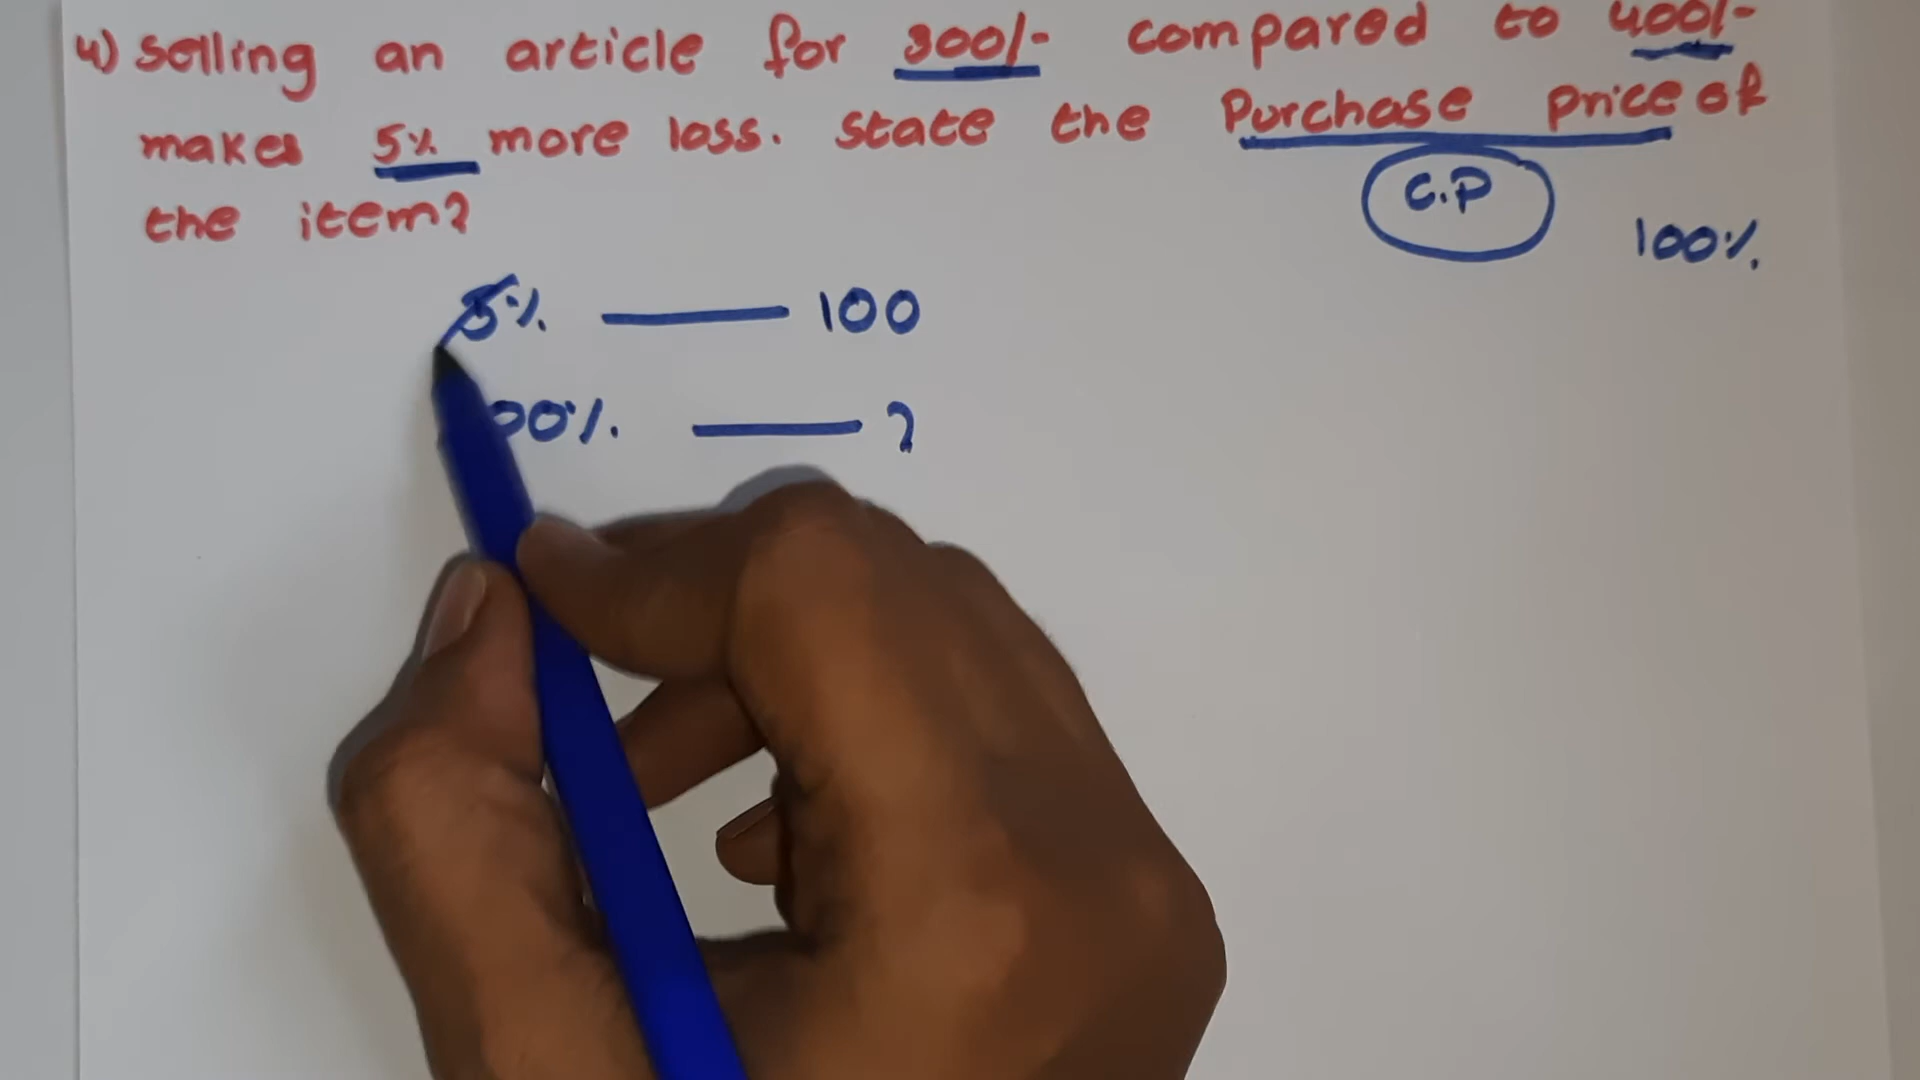 4) Selling an article for 300/- compared to 400/-
makes 5% more loss. State the Purchase price of
the item?
C.P
100%
5% 100
00% ?